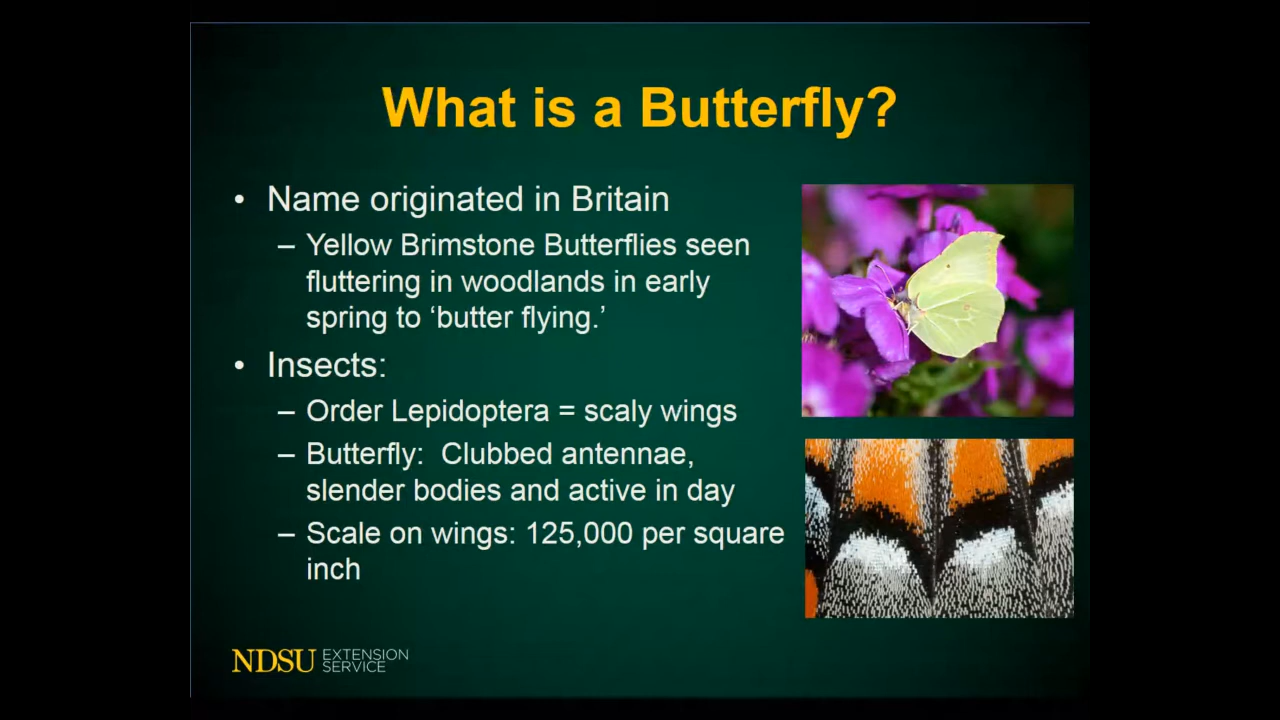 What is a Butterfly?
• Name originated in Britain
– Yellow Brimstone Butterflies seen
fluttering in woodlands in early
spring to ‘butter flying.’
• Insects:
– Order Lepidoptera = scaly wings
– Butterfly:  Clubbed antennae,
slender bodies and active in day
– Scale on wings: 125,000 per square
inch
NDSU EXTENSION
SERVICE